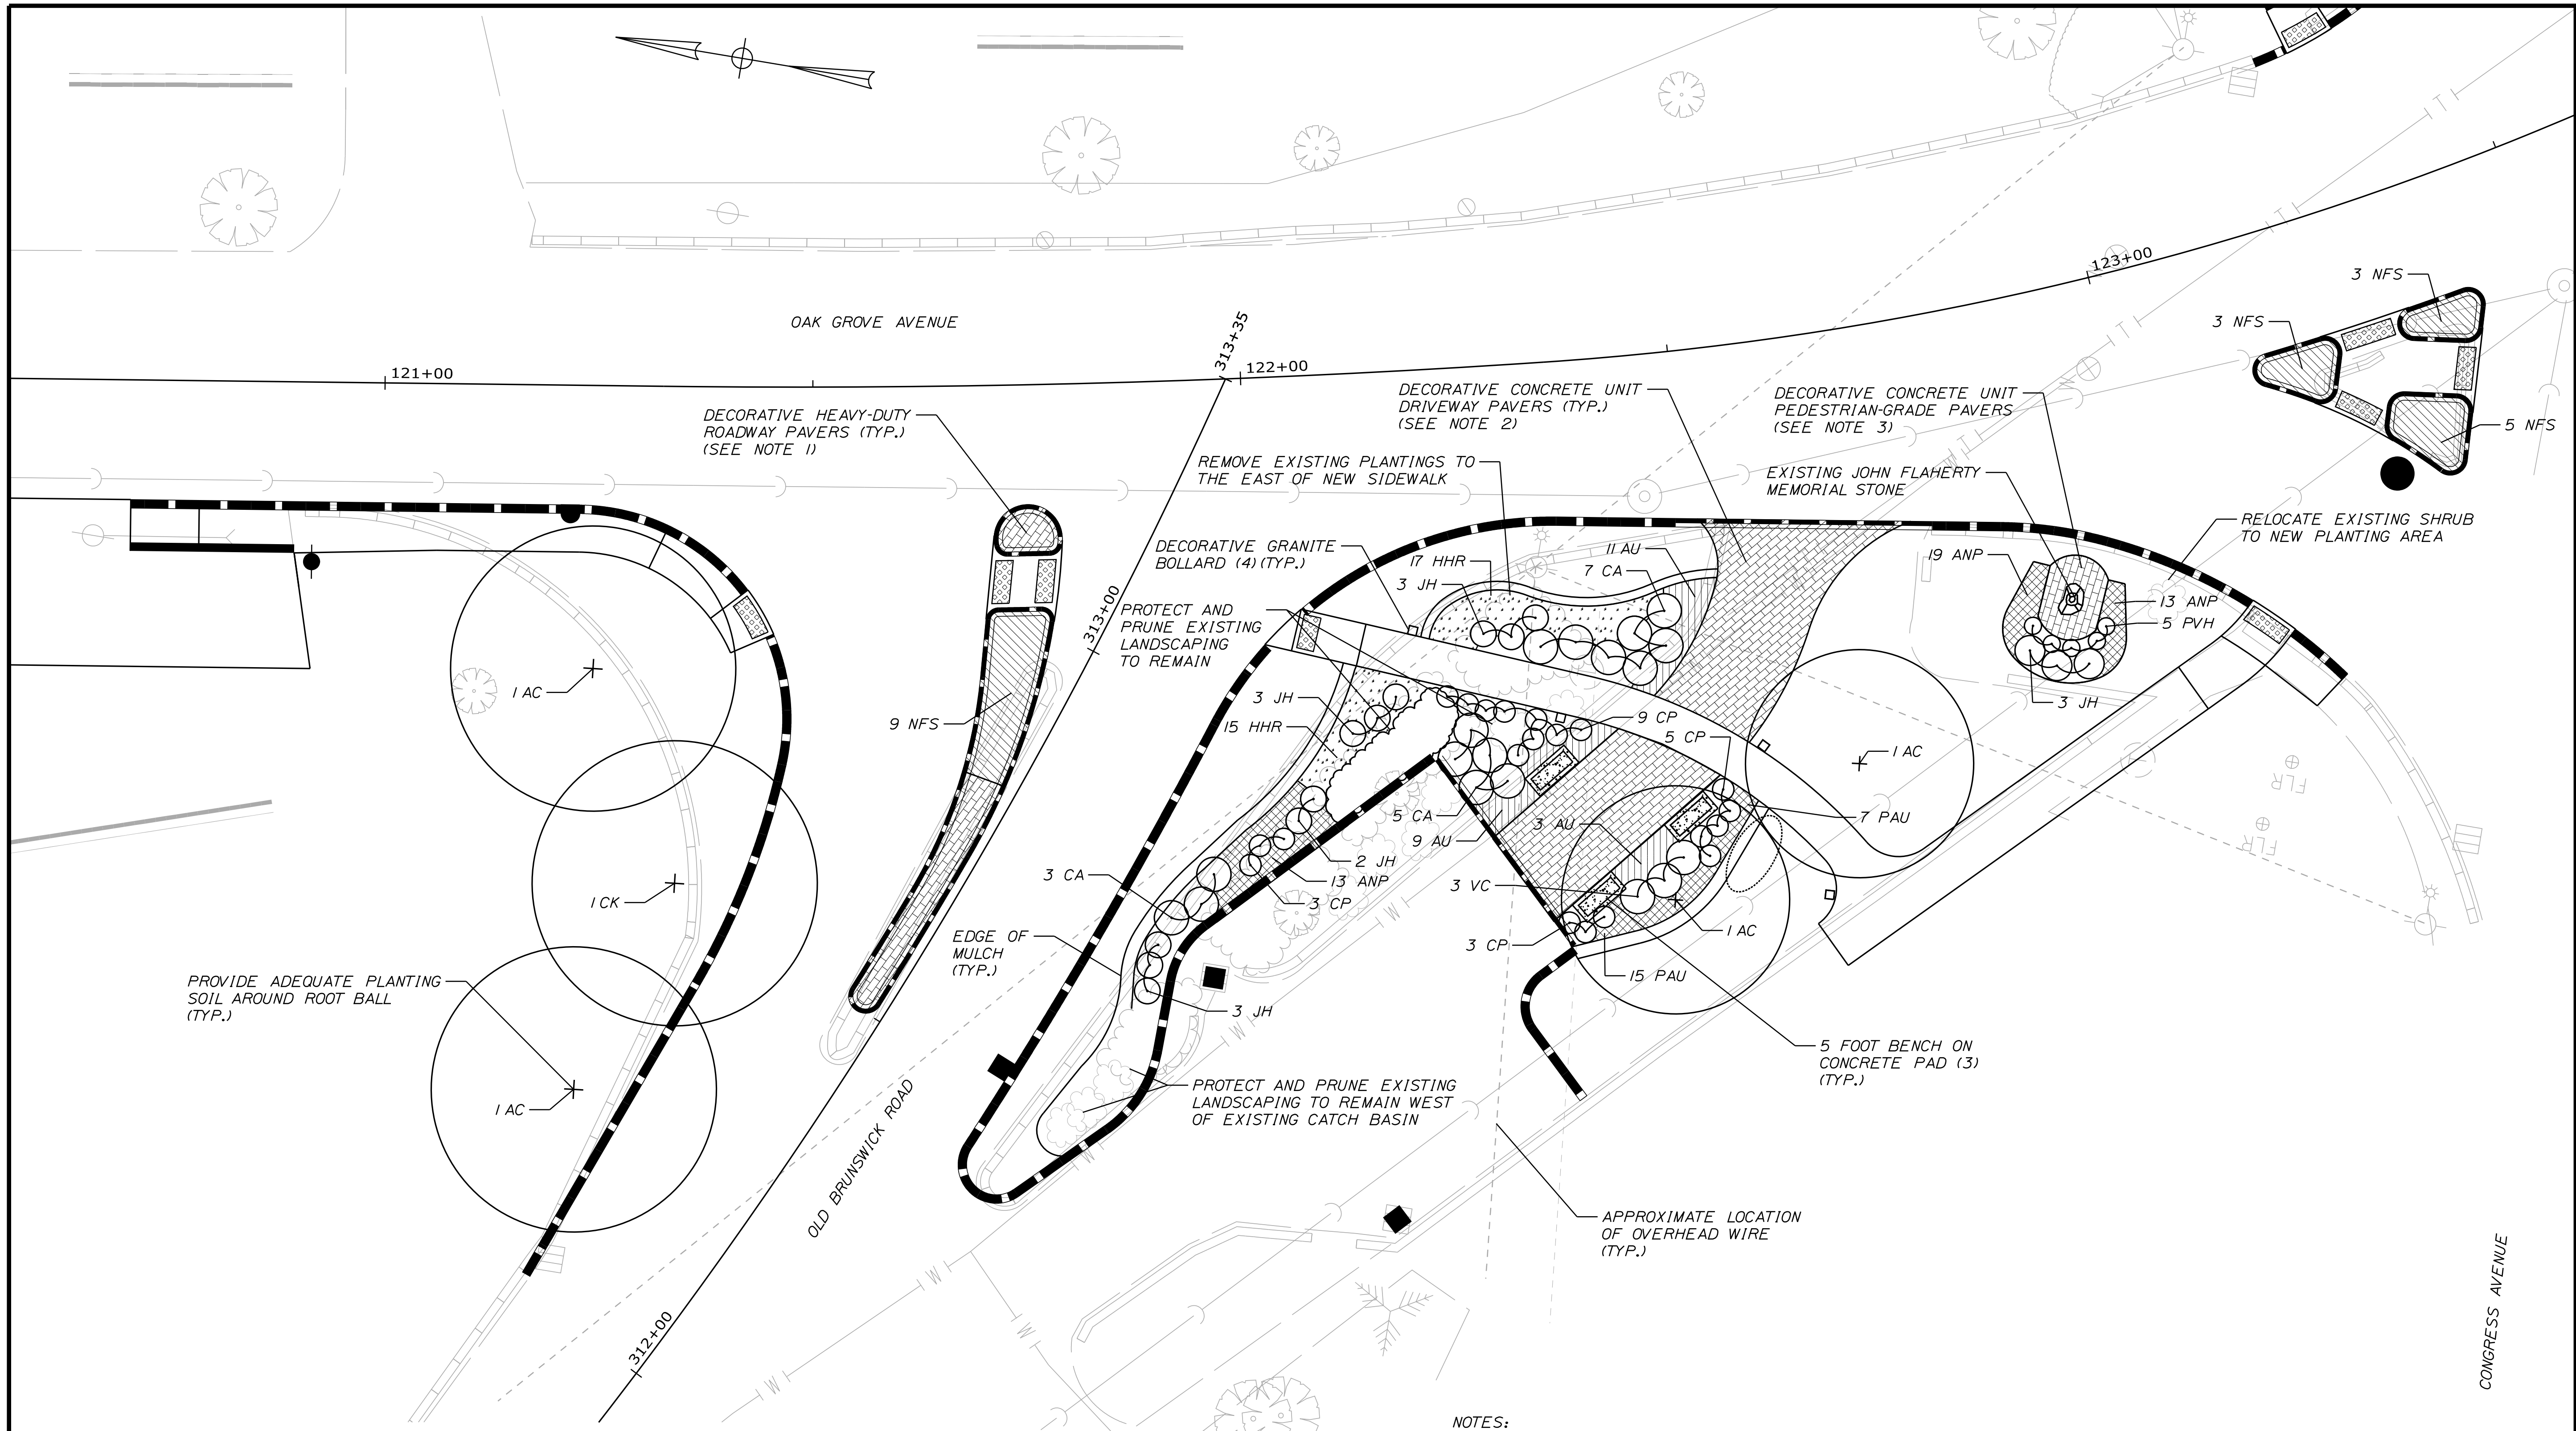 3 NFS
123+00
3 NFS
OAK GROVE AVENUE
313+35
121+00
122+00
DECORATIVE HEAVY-DUTY
ROADWAY PAVERS (TYP.)
(SEE NOTE 1)
DECORATIVE CONCRETE UNIT
DRIVEWAY PAVERS (TYP.)
(SEE NOTE 2)
DECORATIVE CONCRETE UNIT
PEDESTRIAN-GRADE PAVERS
(SEE NOTE 3)
5 NFS
REMOVE EXISTING PLANTINGS TO
THE EAST OF NEW SIDEWALK
EXISTING JOHN FLAHERTY
MEMORIAL STONE
RELOCATE EXISTING SHRUB
TO NEW PLANTING AREA
DECORATIVE GRANITE
BOLLARD (4)(TYP.)
17 HHR
3 JH
11 AU
7 CA
19 ANP
13 ANP
5 PVH
3 JH
313+00
PROTECT AND
PRUNE EXISTING
LANDSCAPING
TO REMAIN
1 AC
9 NFS
3 JH
15 HHR
9 CP
5 CP
1 AC
5 CA
9 AU
3 AU
7 PAU
3 CA
2 JH
13 ANP
3 CP
3 VC
1 CK
3 CP
1 AC
EDGE OF
MULCH
(TYP.)
15 PAU
PROVIDE ADEQUATE PLANTING
SOIL AROUND ROOT BALL
(TYP.)
3 JH
5 FOOT BENCH ON
CONCRETE PAD (3)
(TYP.)
1 AC
PROTECT AND PRUNE EXISTING
LANDSCAPING TO REMAIN WEST
OF EXISTING CATCH BASIN
OLD BRUNSWICK ROAD
APPROXIMATE LOCATION
OF OVERHEAD WIRE
(TYP.)
312+00
CONGRESS AVENUE
NOTES:
FLR
FLR
T
T
T
T
W
W
W
W
W
W
W
W